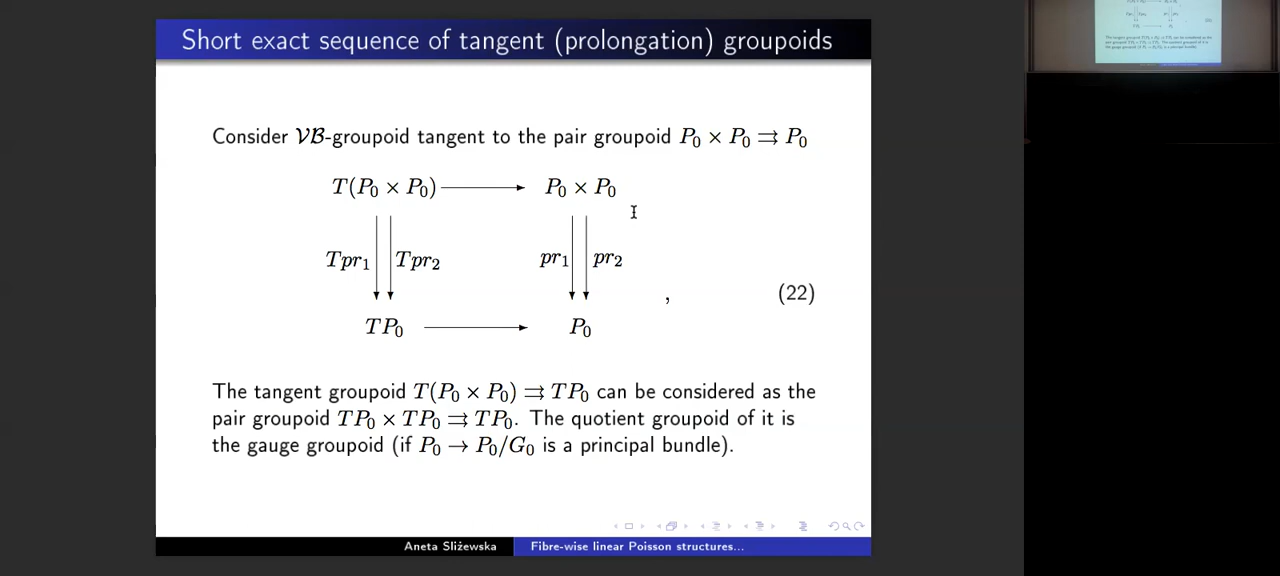 Short exact sequence of tangent (prolongation) groupoids
Consider 𝒱ℬ-groupoid tangent to the pair groupoid P₀ × P₀ ⇉ P₀
T(P₀ × P₀) → P₀ × P₀
Tpr₁ Tpr₂ pr₁ pr₂
, (22)
TP₀ → P₀
The tangent groupoid T(P₀ × P₀) ⇉ TP₀ can be considered as the
pair groupoid TP₀ × TP₀ ⇉ TP₀. The quotient groupoid of it is
the gauge groupoid (if P₀ → P₀/G₀ is a principal bundle).
Aneta Sliżewska Fibre-wise linear Poisson structures...